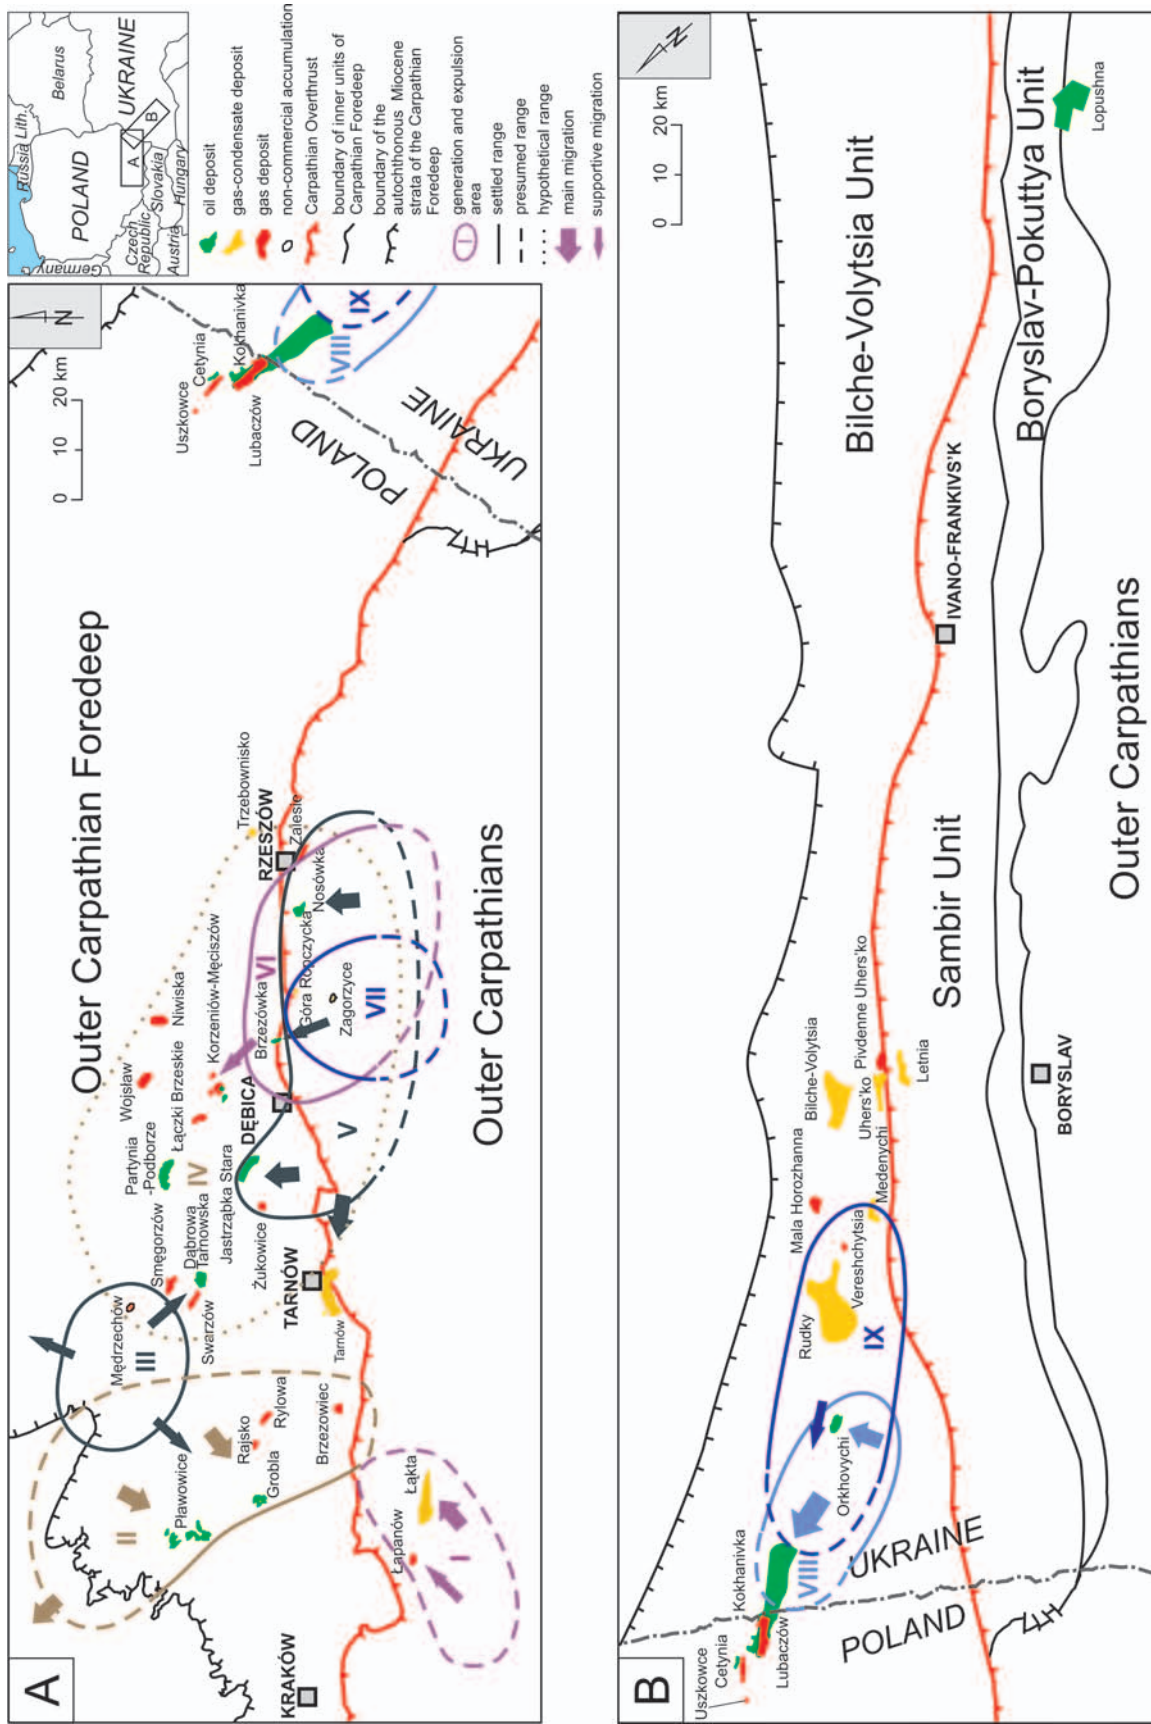 A
Outer Carpathian Foredeep
Outer Carpathians
N
0 10 20 km
KRAKÓW
TARNÓW
DĘBICA
RZESZÓW
POLAND
UKRAINE
I
II
III
IV
V
VI
VII
VIII
IX
Łapanów
Łąkta
Pławowice
Grobla
Rajsko
Rylowa
Brzezowiec
Mędrzechów
Swarzów
Smęgorzów
Dąbrowa
Tarnowska
Tarnów
Żukowice
Jastrząbka Stara
Partynia
-Podborze
Łączki Brzeskie
Wojsław
Niwiska
Korzeniów-Męciszów
Brzezówka
Góra Ropczycka
Zagorzyce
Nosówka
Zalesie
Trzebownisko
Uszkowce
Cetynia
Lubaczów
Kokhanivka
Russia
Lith.
Belarus
POLAND
UKRAINE
Germany
Czech
Republic
Slovakia
Austria
Hungary
A
B
oil deposit
gas-condensate deposit
gas deposit
non-commercial accumulation
Carpathian Overthrust
boundary of inner units of
Carpathian Foredeep
boundary of the
autochthonous Miocene
strata of the Carpathian
Foredeep
I
generation and expulsion
area
settled range
presumed range
hypothetical range
main migration
supportive migration
B
Bilche-Volytsia Unit
Sambir Unit
Boryslav-Pokuttya Unit
Outer Carpathians
N
0 10 20 km
POLAND
UKRAINE
Uszkowce
Cetynia
Lubaczów
Kokhanivka
VIII
IX
Orkhovychi
Rudky
Vereshchytsia
Mala Horozhanna
Medenychi
Bilche-Volytsia
Uhers'ko
Pivdenne Uhers'ko
Letnia
BORYSLAV
IVANO-FRANKIVS'K
Lopushna